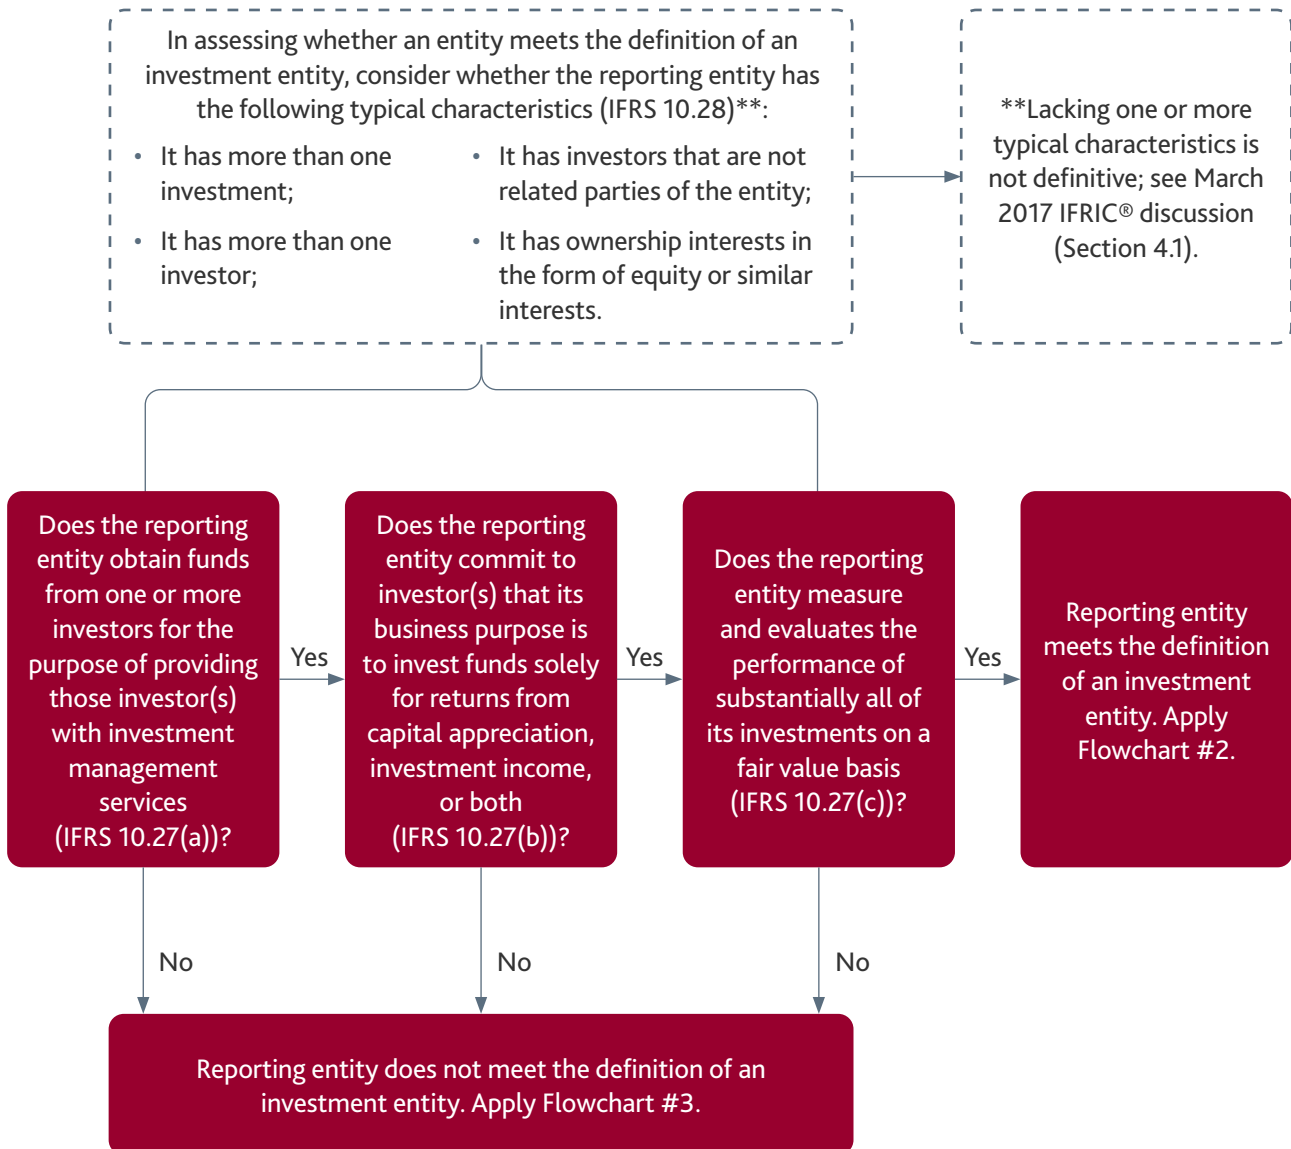 In assessing whether an entity meets the definition of an
investment entity, consider whether the reporting entity has
the following typical characteristics (IFRS 10.28)**:
• It has more than one
investment;
• It has more than one
investor;
• It has investors that are not
related parties of the entity;
• It has ownership interests in
the form of equity or similar
interests.
**Lacking one or more
typical characteristics is
not definitive; see March
2017 IFRIC® discussion
(Section 4.1).
Does the reporting
entity obtain funds
from one or more
investors for the
purpose of providing
those investor(s)
with investment
management
services
(IFRS 10.27(a))?
Yes
Does the reporting
entity commit to
investor(s) that its
business purpose is
to invest funds solely
for returns from
capital appreciation,
investment income,
or both
(IFRS 10.27(b))?
Yes
Does the reporting
entity measure
and evaluates the
performance of
substantially all of
its investments on a
fair value basis
(IFRS 10.27(c))?
Yes
Reporting entity
meets the definition
of an investment
entity. Apply
Flowchart #2.
No
No
No
Reporting entity does not meet the definition of an
investment entity. Apply Flowchart #3.